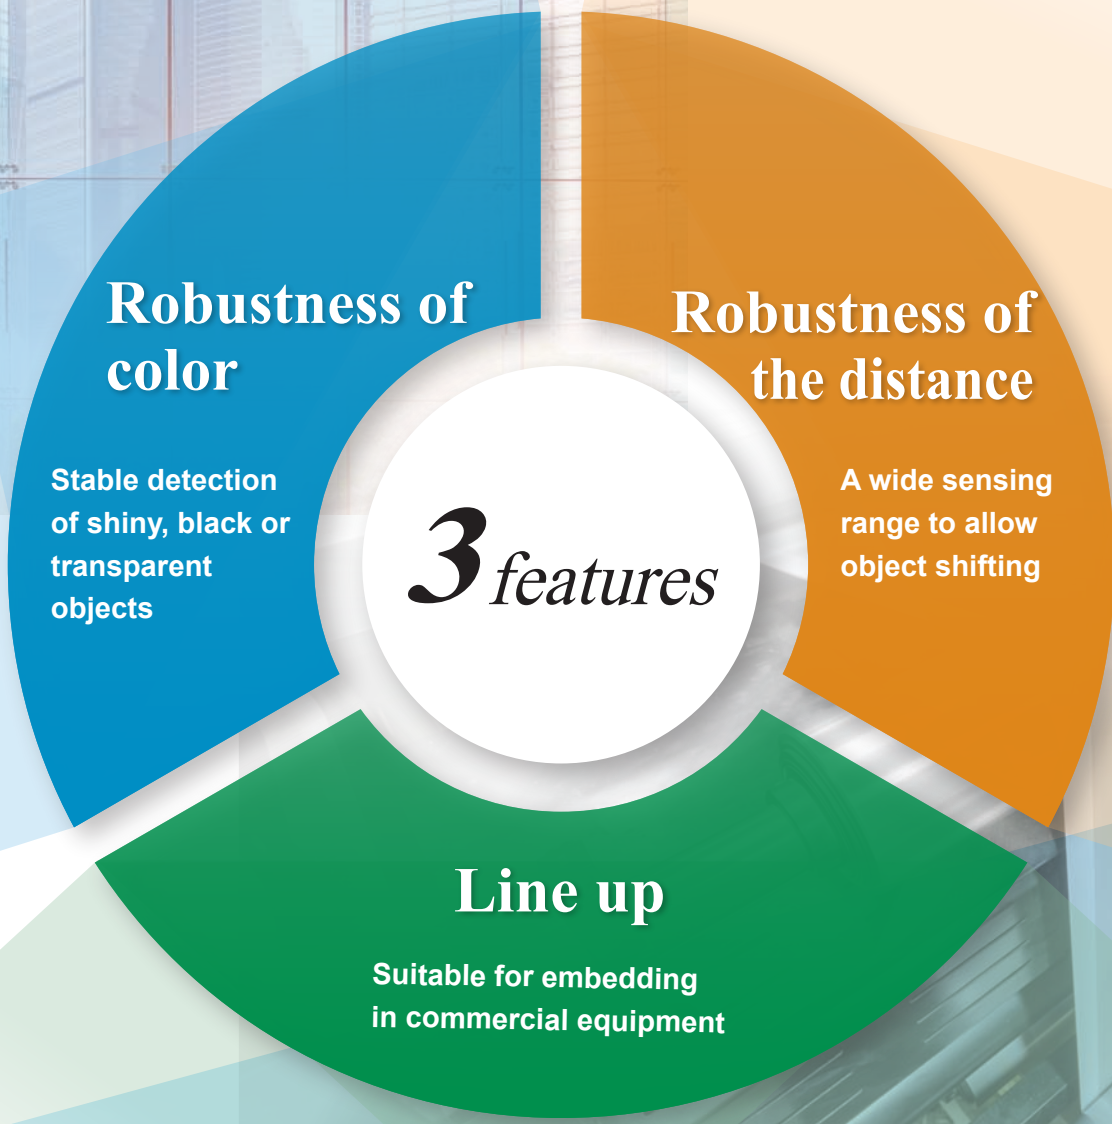 Robustness of
color
Stable detection
of shiny, black or
transparent
objects
Robustness of
the distance
A wide sensing
range to allow
object shifting
3 features
Line up
Suitable for embedding
in commercial equipment